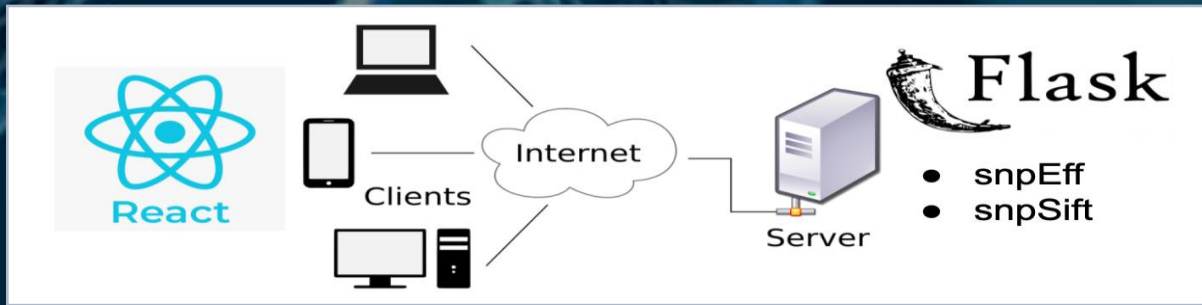 React
Clients
Internet
Server
Flask
● snpEff
● snpSift